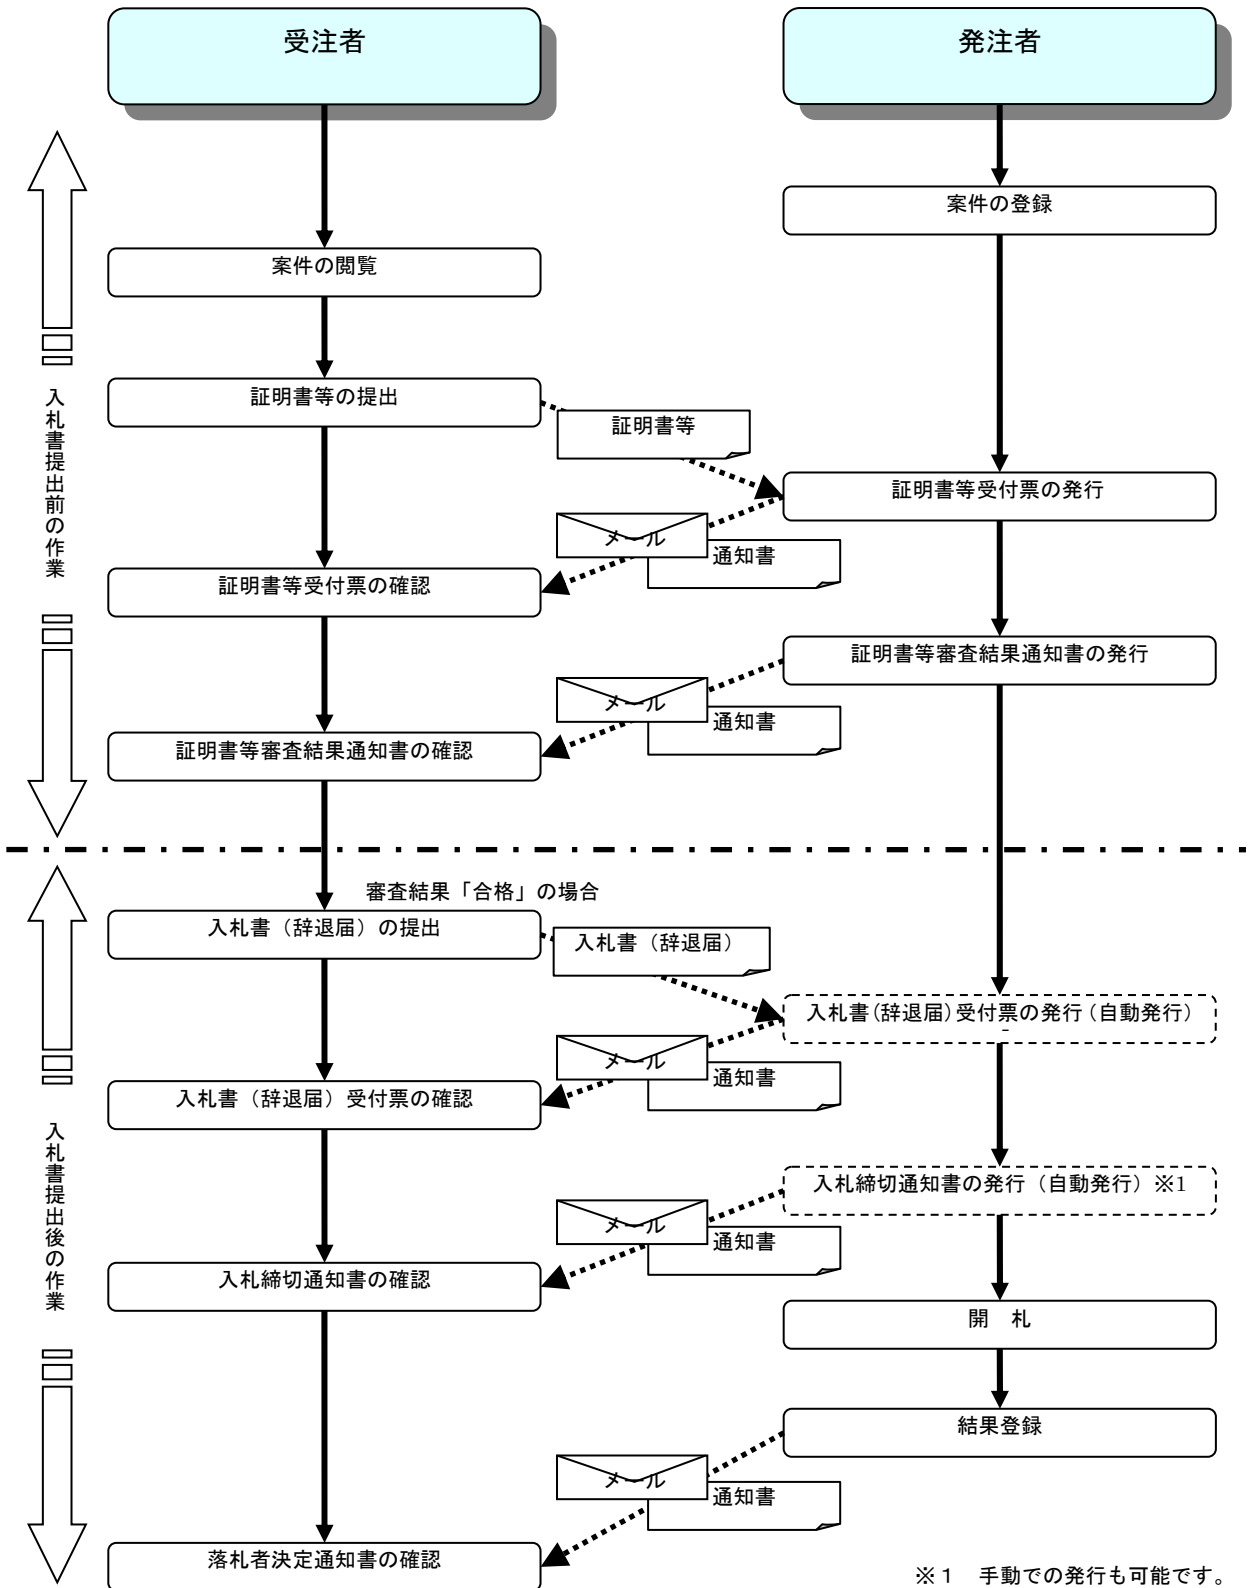 受注者
発注者
案件の登録
案件の閲覧
証明書等の提出
証明書等
証明書等受付票の発行
メール
通知書
証明書等受付票の確認
証明書等審査結果通知書の発行
メール
通知書
証明書等審査結果通知書の確認
入札書提出前の作業
審査結果「合格」の場合
入札書（辞退届）の提出
入札書（辞退届）
入札書（辞退届）受付票の発行（自動発行）
メール
通知書
入札書（辞退届）受付票の確認
入札締切通知書の発行（自動発行）※1
メール
通知書
入札締切通知書の確認
開　札
結果登録
メール
通知書
落札者決定通知書の確認
入札書提出後の作業
※１　手動での発行も可能です。